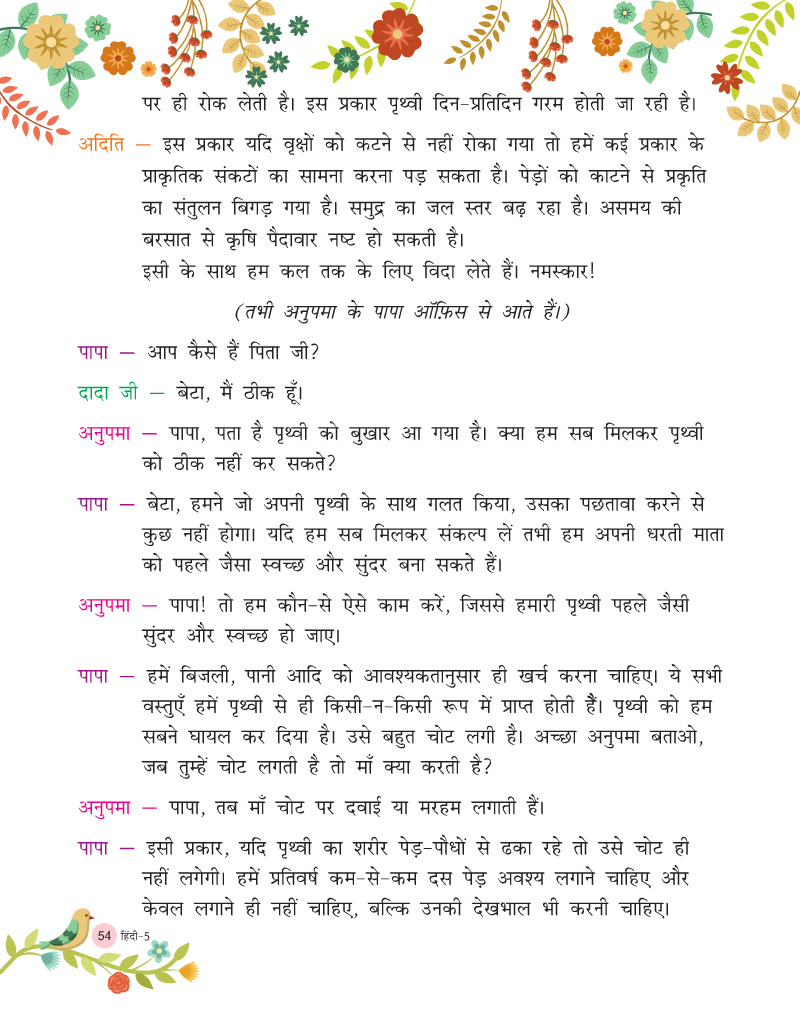 पर ही रोक लेती है। इस प्रकार पृथ्वी दिन-प्रतिदिन गरम होती जा रही है।
अदिति — इस प्रकार यदि वृक्षों को कटने से नहीं रोका गया तो हमें कई प्रकार के
प्राकृतिक संकटों का सामना करना पड़ सकता है। पेड़ों को काटने से प्रकृति
का संतुलन बिगड़ गया है। समुद्र का जल स्तर बढ़ रहा है। असमय की
बरसात से कृषि पैदावार नष्ट हो सकती है।
इसी के साथ हम कल तक के लिए विदा लेते हैं। नमस्कार!
(तभी अनुपमा के पापा ऑफ़िस से आते हैं।)
पापा — आप कैसे हैं पिता जी?
दादा जी — बेटा, मैं ठीक हूँ।
अनुपमा — पापा, पता है पृथ्वी को बुखार आ गया है। क्या हम सब मिलकर पृथ्वी
को ठीक नहीं कर सकते?
पापा — बेटा, हमने जो अपनी पृथ्वी के साथ गलत किया, उसका पछतावा करने से
कुछ नहीं होगा। यदि हम सब मिलकर संकल्प लें तभी हम अपनी धरती माता
को पहले जैसा स्वच्छ और सुंदर बना सकते हैं।
अनुपमा — पापा! तो हम कौन-से ऐसे काम करें, जिससे हमारी पृथ्वी पहले जैसी
सुंदर और स्वच्छ हो जाए।
पापा — हमें बिजली, पानी आदि को आवश्यकतानुसार ही खर्च करना चाहिए। ये सभी
वस्तुएँ हमें पृथ्वी से ही किसी-न-किसी रूप में प्राप्त होती हैं। पृथ्वी को हम
सबने घायल कर दिया है। उसे बहुत चोट लगी है। अच्छा अनुपमा बताओ,
जब तुम्हें चोट लगती है तो माँ क्या करती है?
अनुपमा — पापा, तब माँ चोट पर दवाई या मरहम लगाती हैं।
पापा — इसी प्रकार, यदि पृथ्वी का शरीर पेड़-पौधों से ढका रहे तो उसे चोट ही
नहीं लगेगी। हमें प्रतिवर्ष कम-से-कम दस पेड़ अवश्य लगाने चाहिए और
केवल लगाने ही नहीं चाहिए, बल्कि उनकी देखभाल भी करनी चाहिए।
54 हिंदी-5